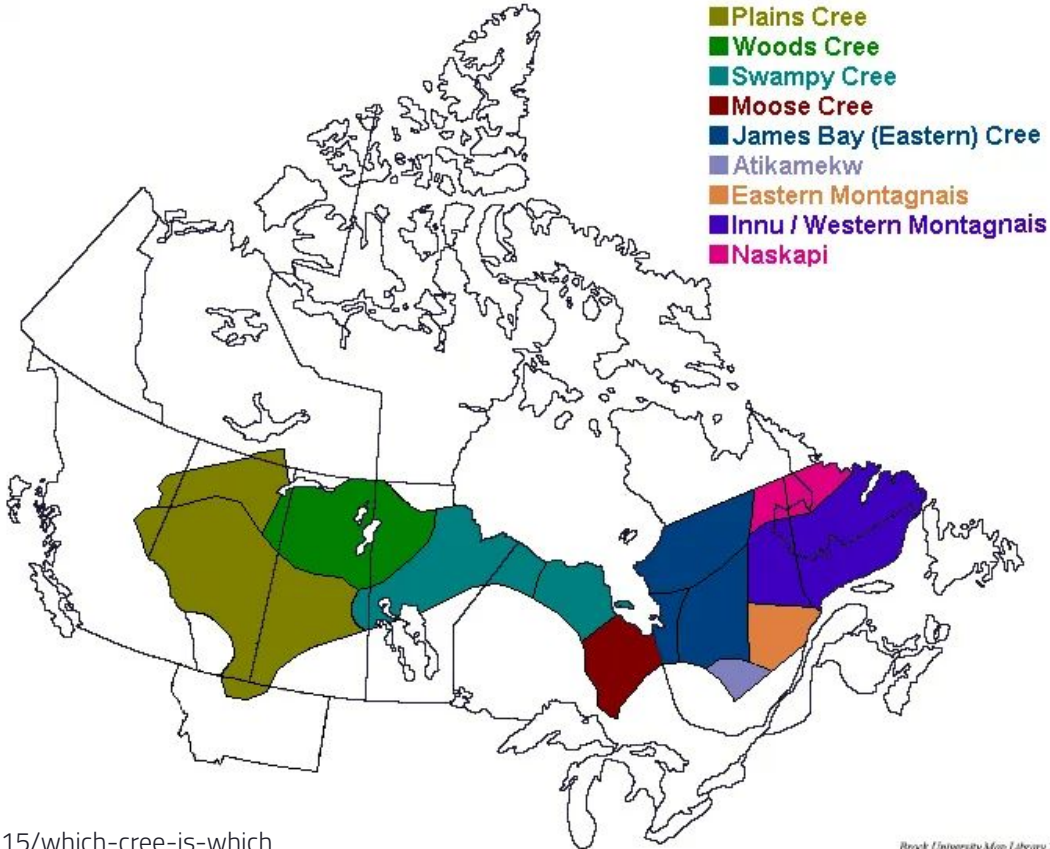 Plains Cree
Woods Cree
Swampy Cree
Moose Cree
James Bay (Eastern) Cree
Atikamekw
Eastern Montagnais
Innu / Western Montagnais
Naskapi
15/which-cree-is-which
Brock University Map Library